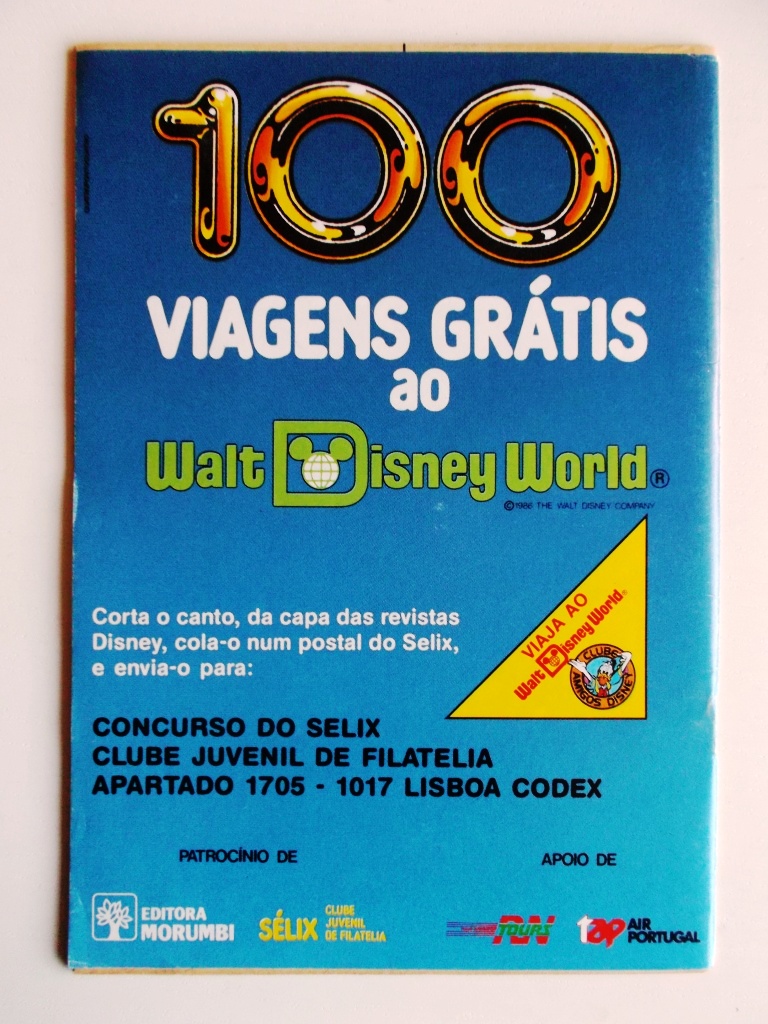 100
VIAGENS GRÁTIS
ao
Walt Disney World®
©1986 THE WALT DISNEY COMPANY
VIAJA AO
Walt Disney World®
CLUBE
AMIGOS DISNEY
Corta o canto, da capa das revistas
Disney, cola-o num postal do Selix,
e envia-o para:
CONCURSO DO SELIX
CLUBE JUVENIL DE FILATELIA
APARTADO 1705 - 1017 LISBOA CODEX
PATROCÍNIO DE
APOIO DE
EDITORA
MORUMBI
SÉLIX
CLUBE
JUVENIL
DE FILATELIA
RN
TOURS
tap AIR
PORTUGAL